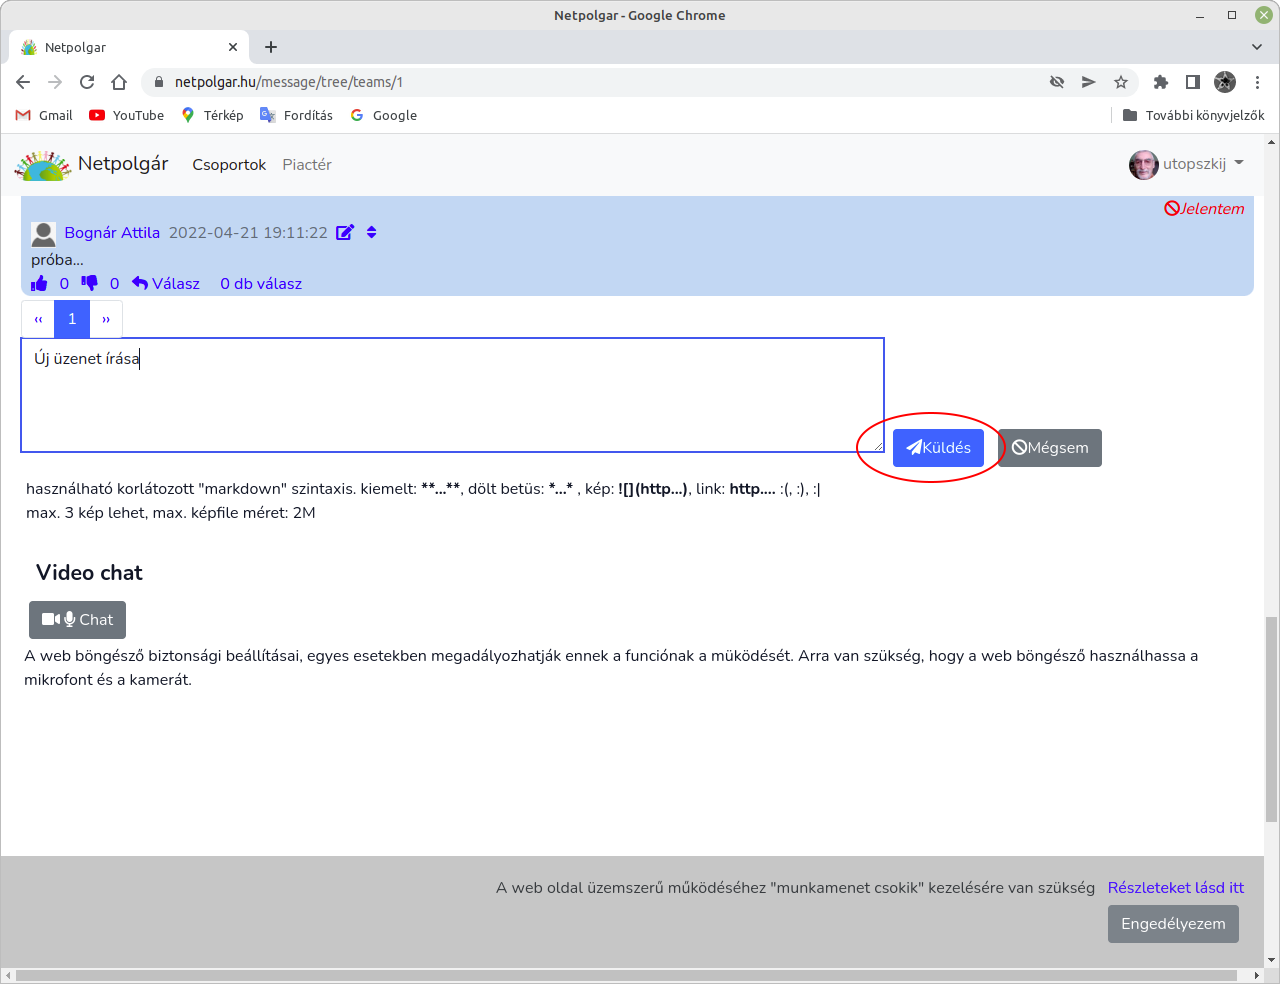 Netpolgar - Google Chrome
Netpolgar
netpolgar.hu/message/tree/teams/1
Gmail YouTube Térkép Fordítás Google További könyvjelzők
Netpolgár Csoportok Piactér utopszkij
Jelentem
Bognár Attila 2022-04-21 19:11:22
próba...
0 0 Válasz 0 db válasz
‹‹ 1 ››
Új üzenet írása
Küldés Mégsem
használható korlátozott "markdown" szintaxis. kiemelt: **...**, dölt betüs: *...* , kép: ![](http...), link: http.... :(, :), :|
max. 3 kép lehet, max. képfile méret: 2M
Video chat
Chat
A web böngésző biztonsági beállításai, egyes esetekben megadályozhatják ennek a funciónak a müködését. Arra van szükség, hogy a web böngésző használhassa a
mikrofont és a kamerát.
A web oldal üzemszerű működéséhez "munkamenet csokik" kezelésére van szükség Részleteket lásd itt
Engedélyezem